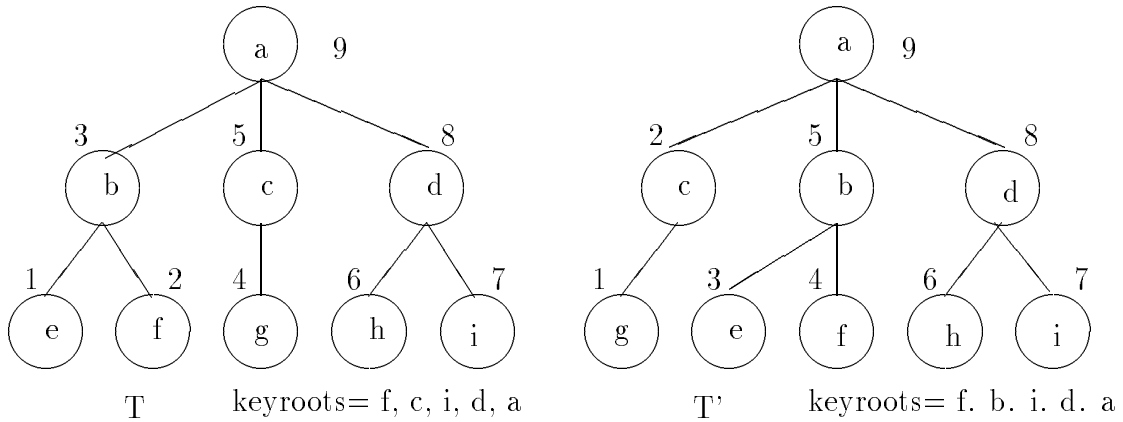 a 9 a 9
3 5 8 2 5 8
b c d c b d
1 2 4 6 7 1 3 4 6 7
e f g h i g e f h i
T keyroots= f, c, i, d, a T' keyroots= f. b. i. d. a